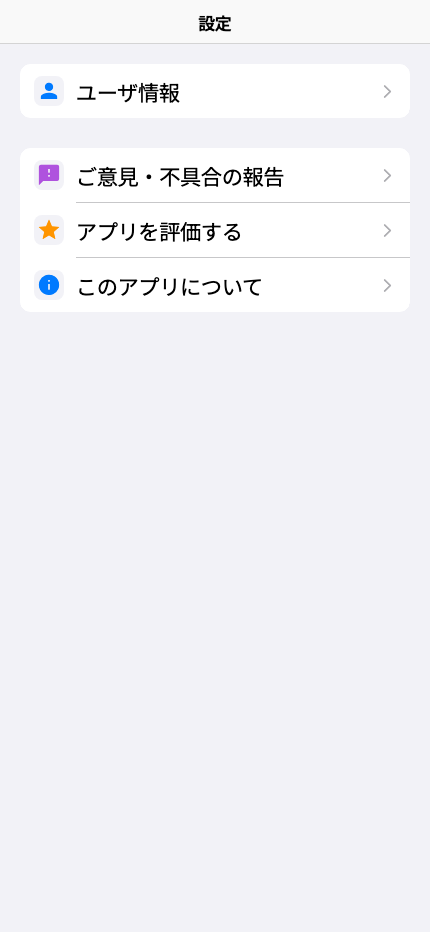 設定
ユーザ情報
ご意見・不具合の報告
アプリを評価する
このアプリについて